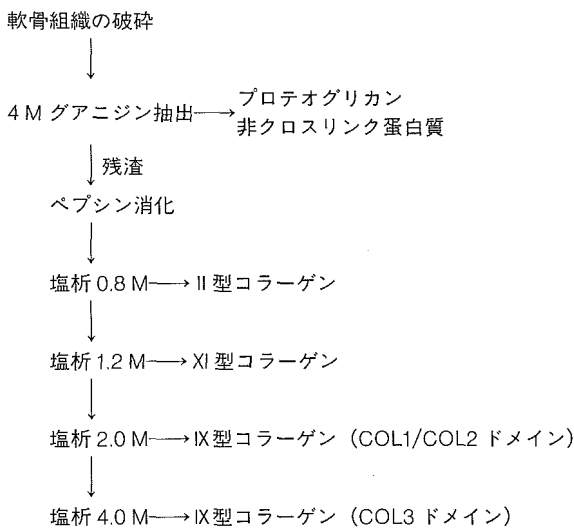 軟骨組織の破砕
4 M グアニジン抽出→プロテオグリカン
非クロスリンク蛋白質
残渣
ペプシン消化
塩析 0.8 M→II 型コラーゲン
塩析 1.2 M→XI 型コラーゲン
塩析 2.0 M→IX 型コラーゲン（COL1/COL2 ドメイン）
塩析 4.0 M→IX 型コラーゲン（COL3 ドメイン）